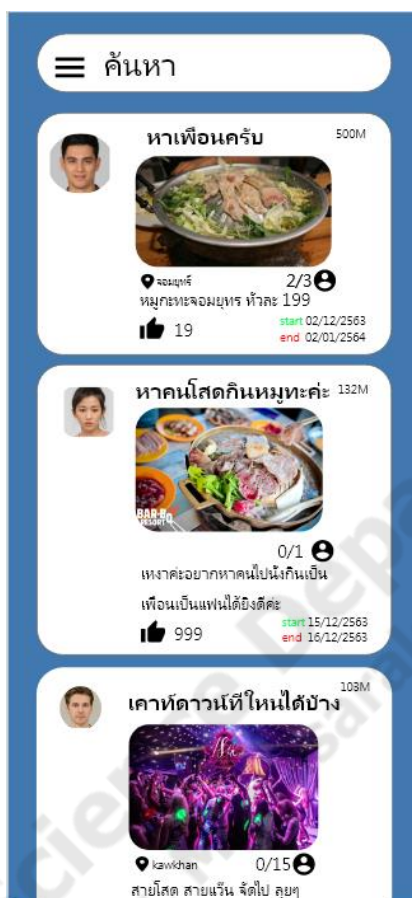 ค้นหา
หาเพื่อนครับ
500M
จอมยุทร์
2/3
หมูกะทะจอมยุทร หัวละ 199
19
start 02/12/2563
end 02/01/2564
หาคนโสดกินหมูทะค่ะ
132M
BAR-B-Q
RESORT
0/1
เหงาค่ะอยากหาคนไปนั่งกินเป็น
เพื่อนเป็นแฟนได้ยิ่งดีค่ะ
999
start 15/12/2563
end 16/12/2563
103M
เคาท์ดาวน์ที่ใหนได้บ้าง
kawkhan
0/15
สายโสด สายแว๊น จัดไป ลุยๆ